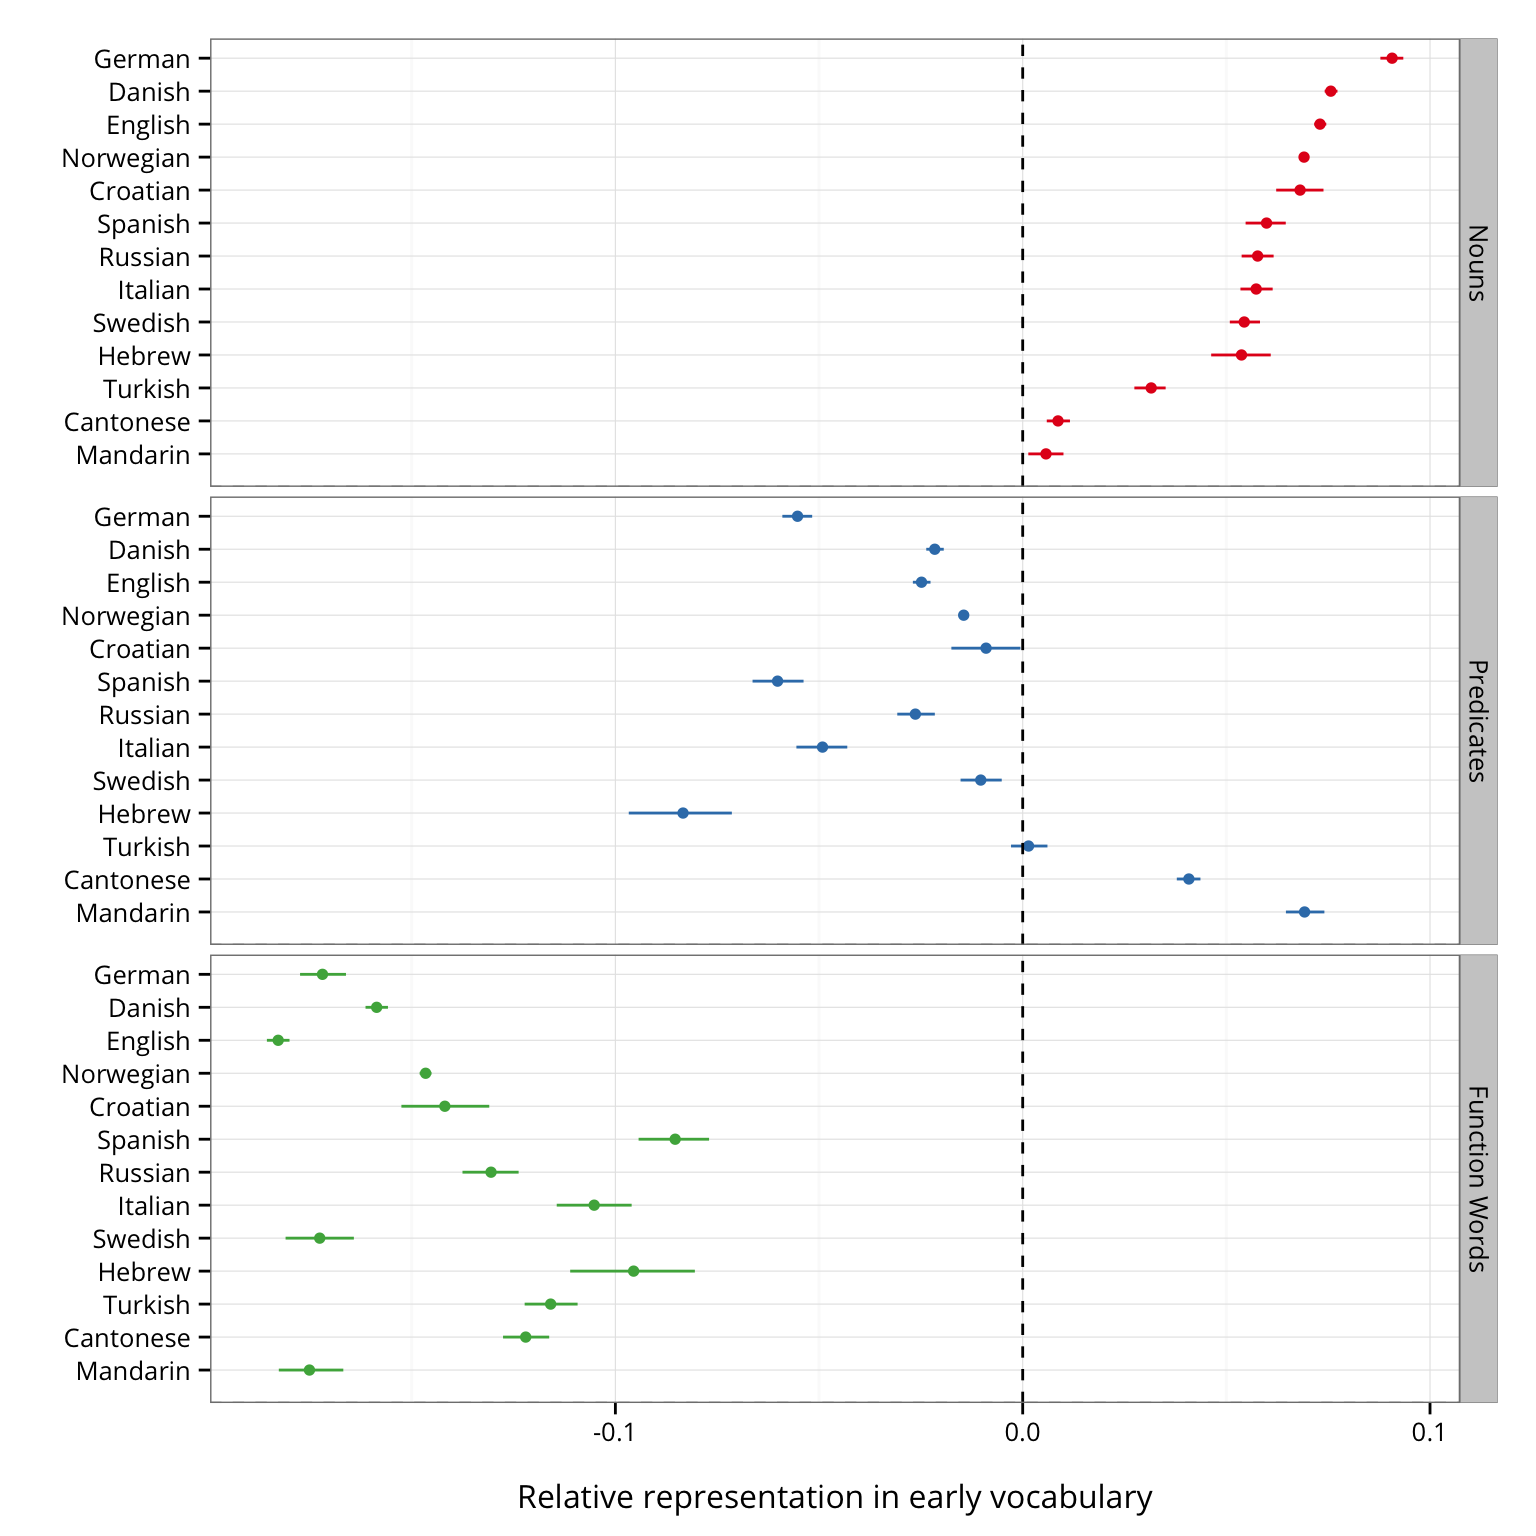 German
Danish
English
Norwegian
Croatian
Spanish
Russian
Italian
Swedish
Hebrew
Turkish
Cantonese
Mandarin
Nouns
German
Danish
English
Norwegian
Croatian
Spanish
Russian
Italian
Swedish
Hebrew
Turkish
Cantonese
Mandarin
Predicates
German
Danish
English
Norwegian
Croatian
Spanish
Russian
Italian
Swedish
Hebrew
Turkish
Cantonese
Mandarin
Function Words
-0.1 0.0 0.1
Relative representation in early vocabulary